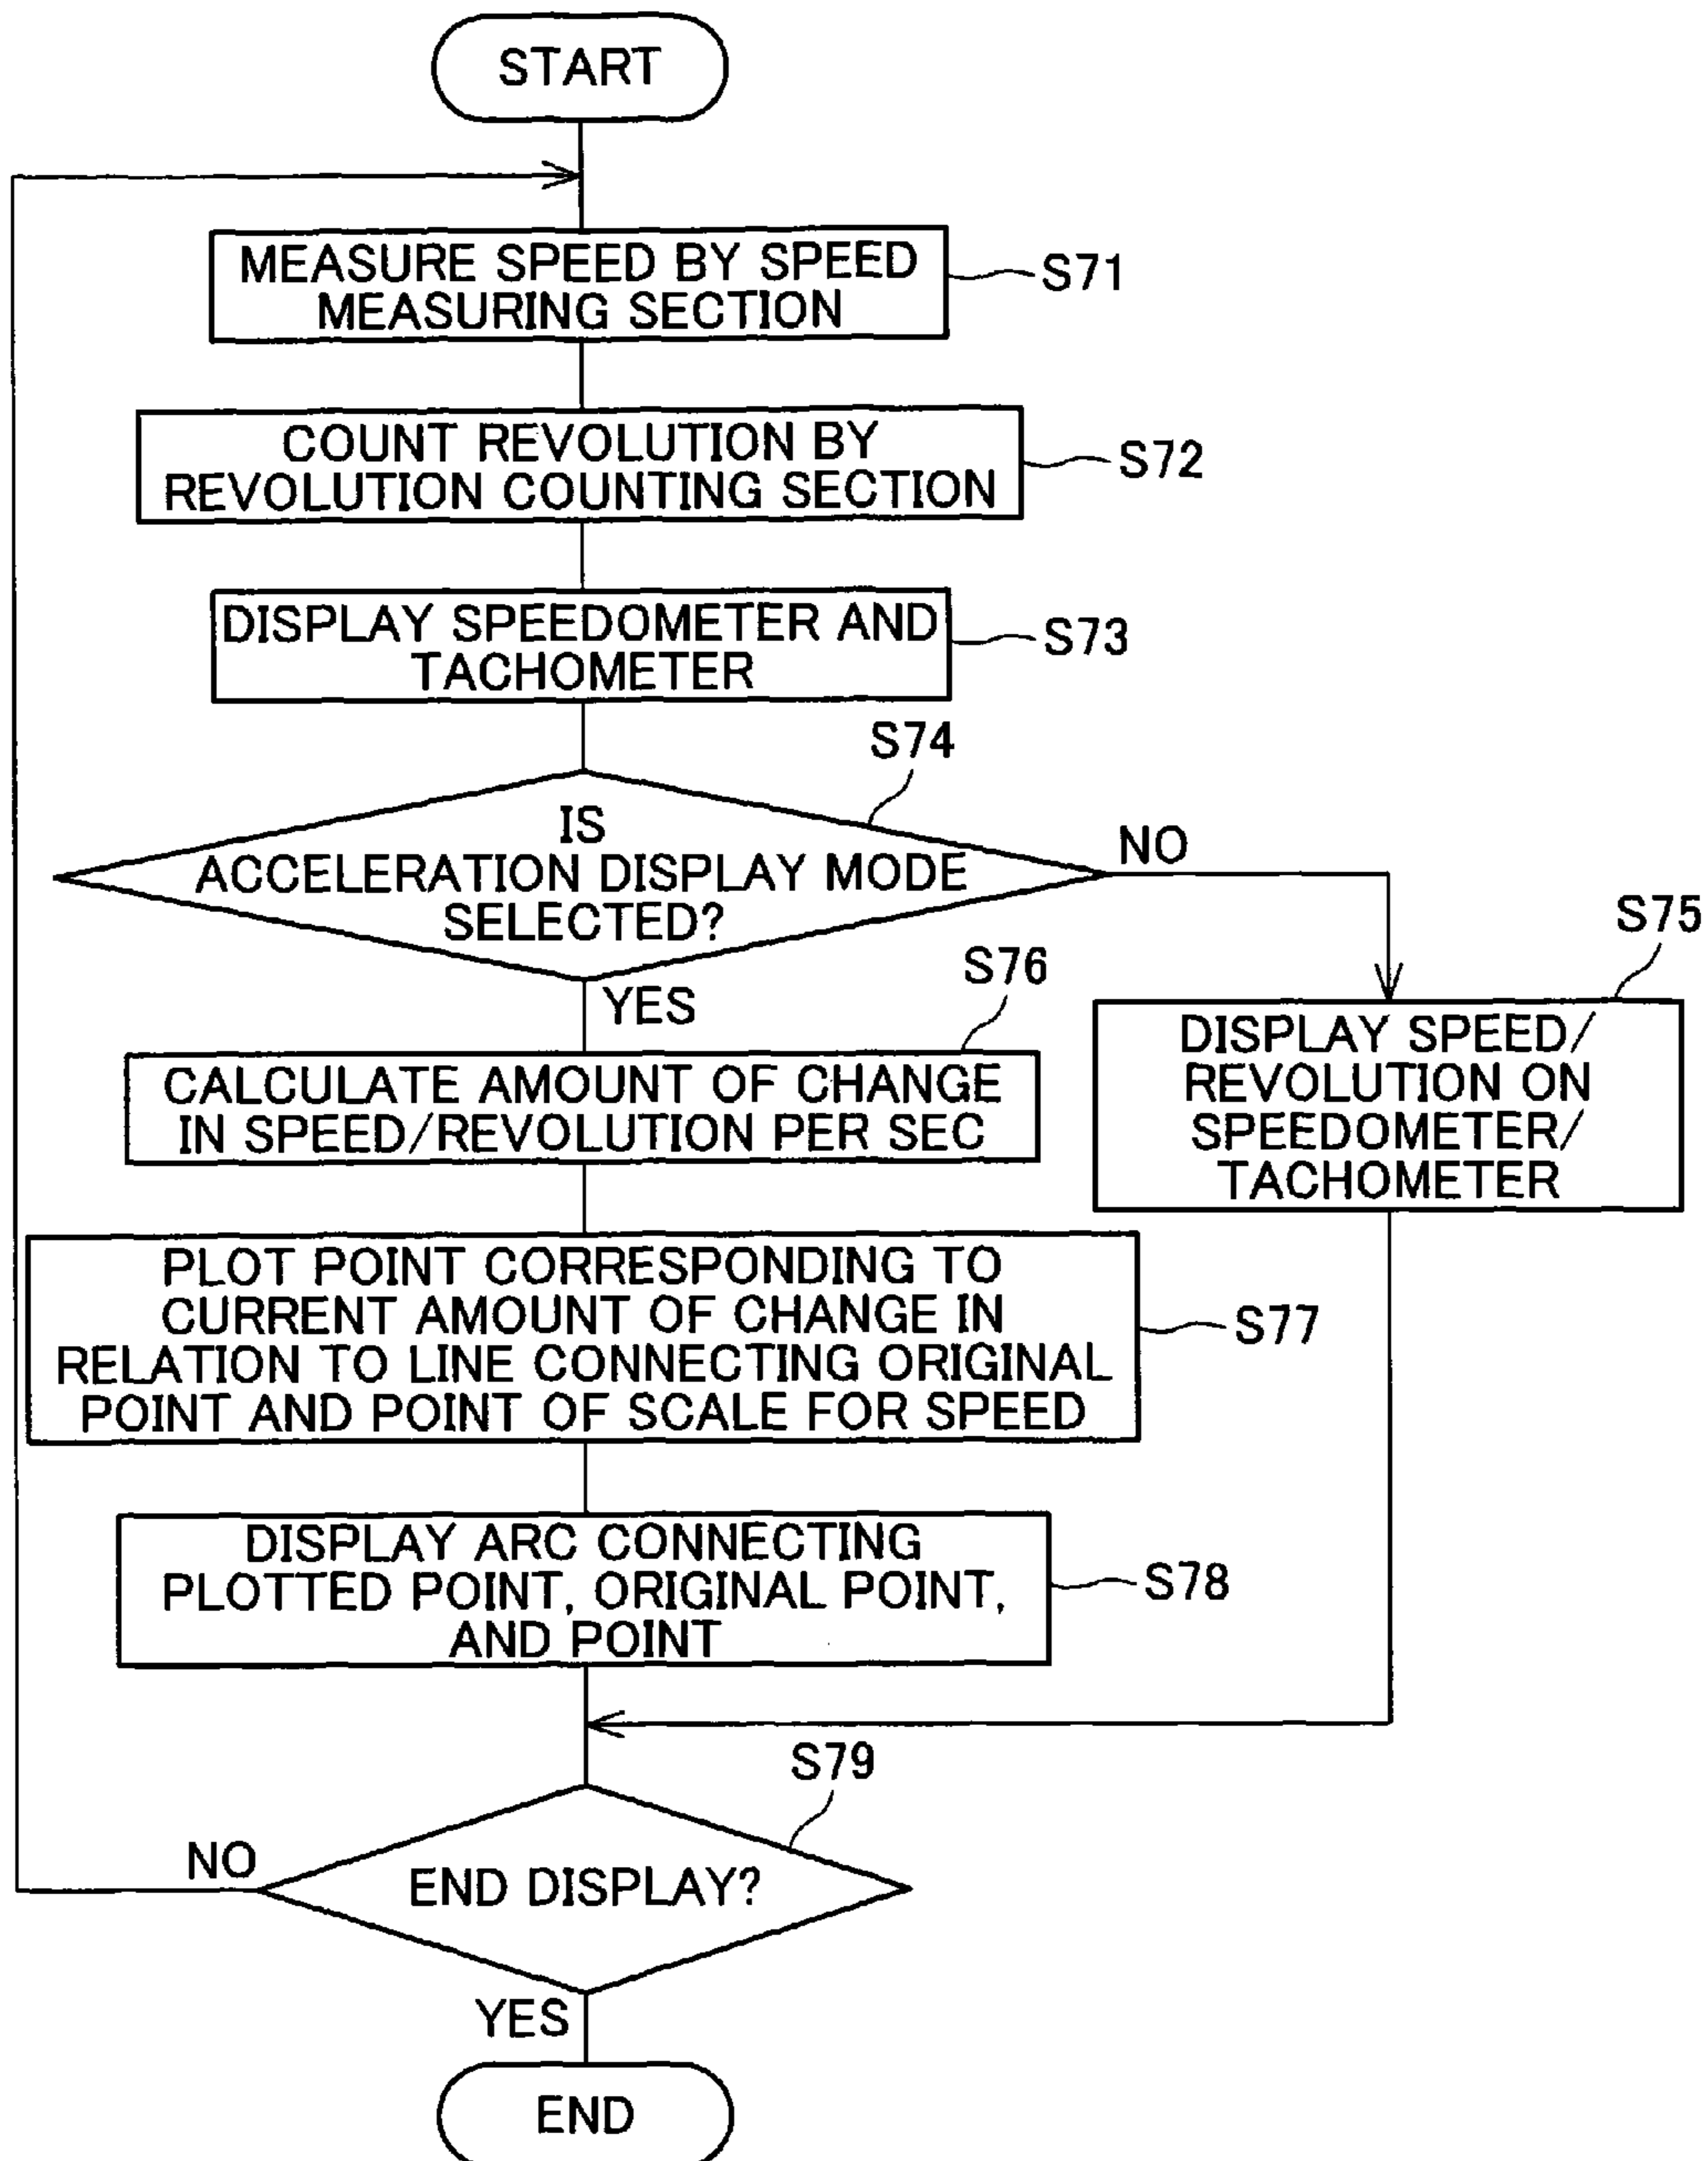 START
MEASURE SPEED BY SPEED
MEASURING SECTION
S71
COUNT REVOLUTION BY
REVOLUTION COUNTING SECTION
S72
DISPLAY SPEEDOMETER AND
TACHOMETER
S73
S74
IS
ACCELERATION DISPLAY MODE
SELECTED?
NO
YES
S75
DISPLAY SPEED/
REVOLUTION ON
SPEEDOMETER/
TACHOMETER
S76
CALCULATE AMOUNT OF CHANGE
IN SPEED/REVOLUTION PER SEC
PLOT POINT CORRESPONDING TO
CURRENT AMOUNT OF CHANGE IN
RELATION TO LINE CONNECTING ORIGINAL
POINT AND POINT OF SCALE FOR SPEED
S77
DISPLAY ARC CONNECTING
PLOTTED POINT, ORIGINAL POINT,
AND POINT
S78
S79
END DISPLAY?
NO
YES
END